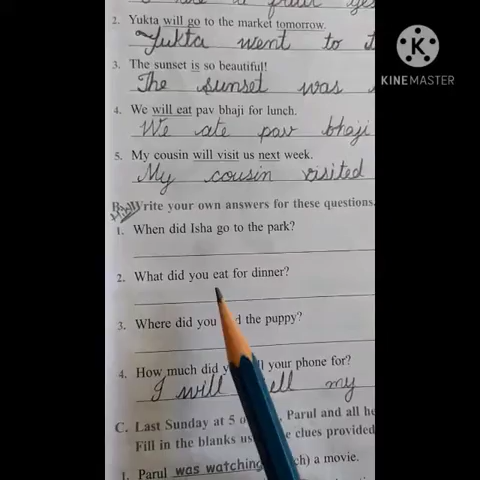 2. Yukta will go to the market tomorrow.
Yukta went to
3. The sunset is so beautiful!
The sunset was
4. We will eat pav bhaji for lunch.
We ate pav bhaji
5. My cousin will visit us next week.
My cousin visited
Write your own answers for these questions.
1. When did Isha go to the park?
2. What did you eat for dinner?
3. Where did you the puppy?
4. How much did your phone for?
I will my
C. Last Sunday at 5 Parul and all
Fill in the blanks clues provided
1. Parul was watching a movie.
KINEMASTER